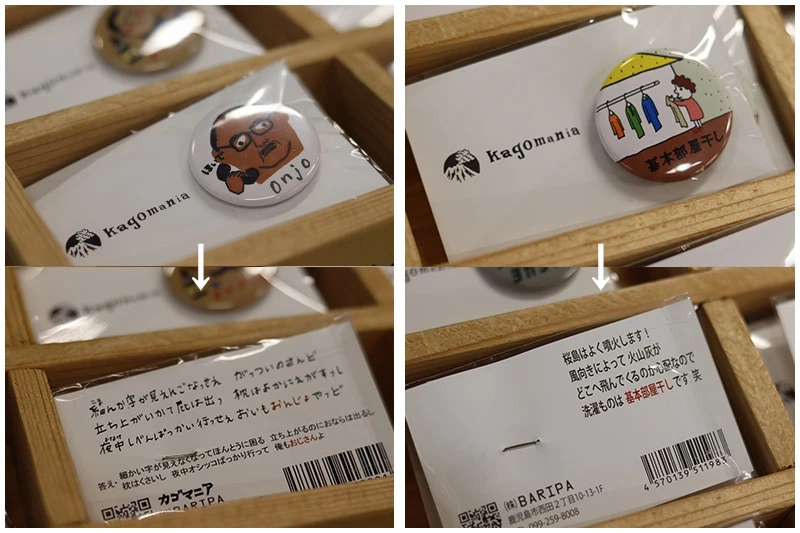 kagomania
onjo
kagomania
基本部屋干し
細んか字が見えんごなっせん がっついのさんど
立ち上がいかて屁しは出っ 枕はよかにえがすっし
夜中しべんばっかい行っせぇおいもおんじょやっど
答え・細かい字が見えなくなってほんとうに困る 立ち上がるのにおならは出るし
枕はくさいし 夜中オシッコばっかり行って 俺もおじさんよ
カゴマニア
BARIPA
桜島はよく噴火します!
風向きによって火山灰が
どこへ飛んでくるのか心配なので
洗濯ものは基本部屋干しです 笑
4 570109 511983
(株)BARIPA
鹿児島市西田2丁目10-13-1F
099-259-8008